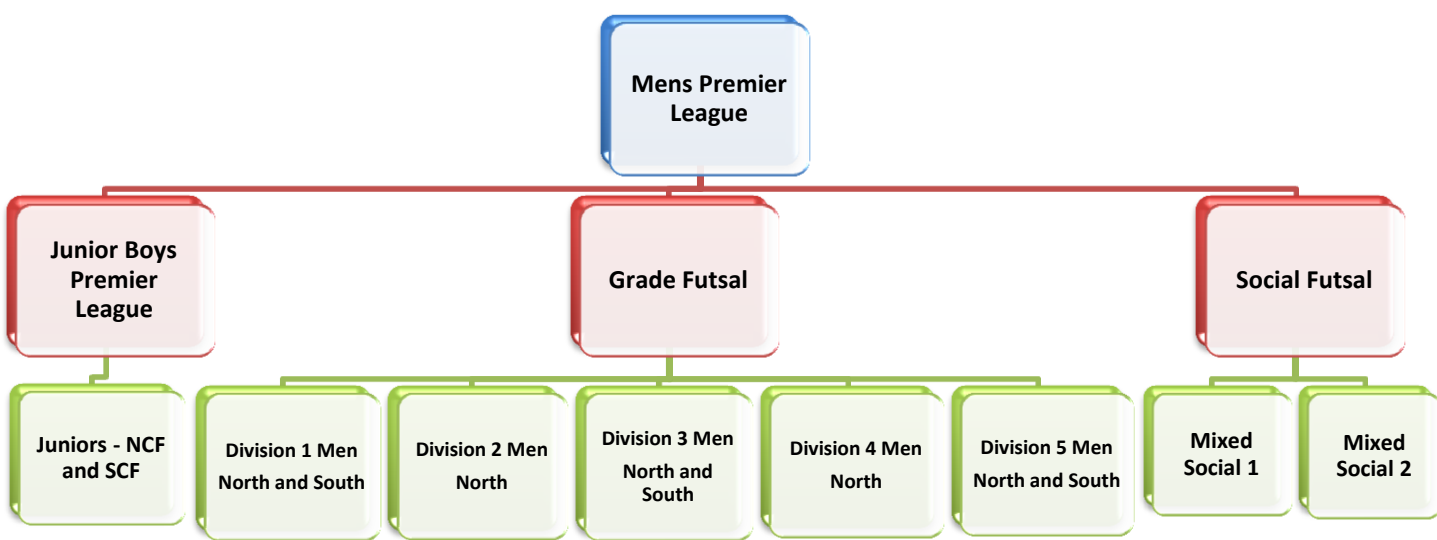 Mens Premier
League
Junior Boys
Premier
League
Grade Futsal
Social Futsal
Juniors - NCF
and SCF
Division 1 Men
North and South
Division 2 Men
North
Division 3 Men
North and
South
Division 4 Men
North
Division 5 Men
North and South
Mixed
Social 1
Mixed
Social 2